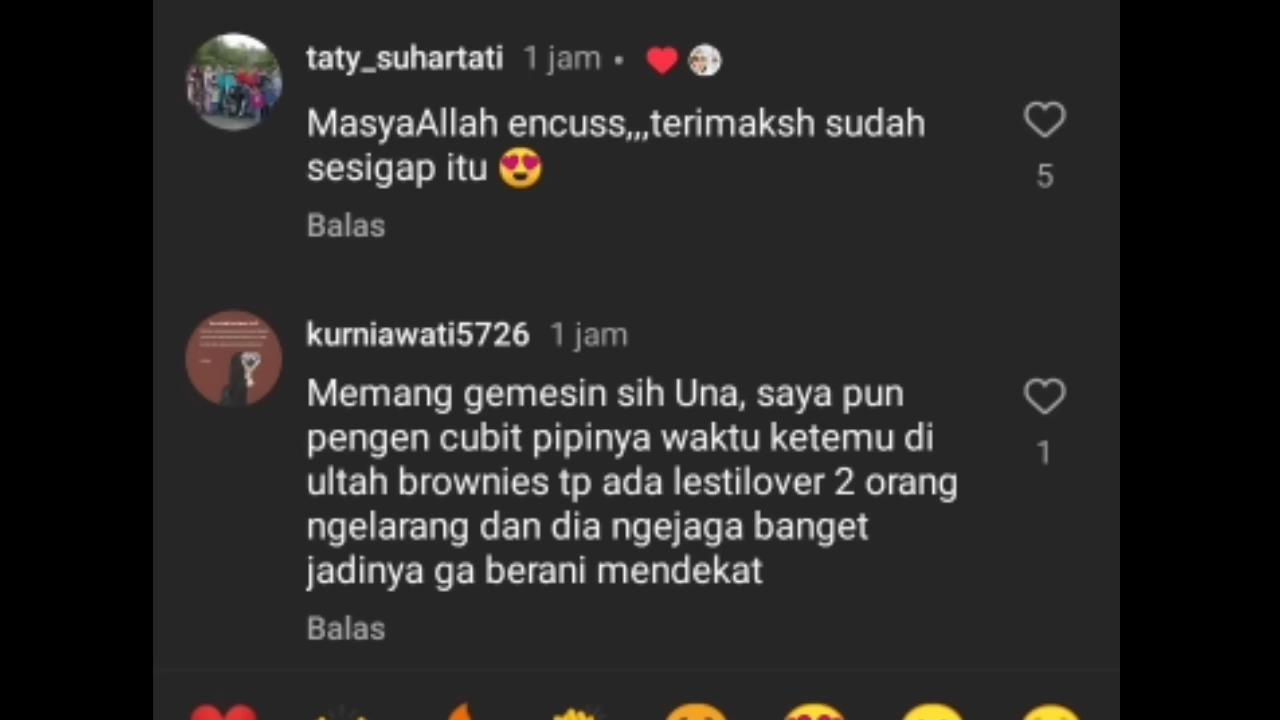 taty_suhartati 1 jam •
MasyaAllah encuss,,,terimaksh sudah
sesigap itu 😍
5
Balas
kurniawati5726 1 jam
Memang gemesin sih Una, saya pun
pengen cubit pipinya waktu ketemu di
ultah brownies tp ada lestilover 2 orang
ngelarang dan dia ngejaga banget
jadinya ga berani mendekat
1
Balas